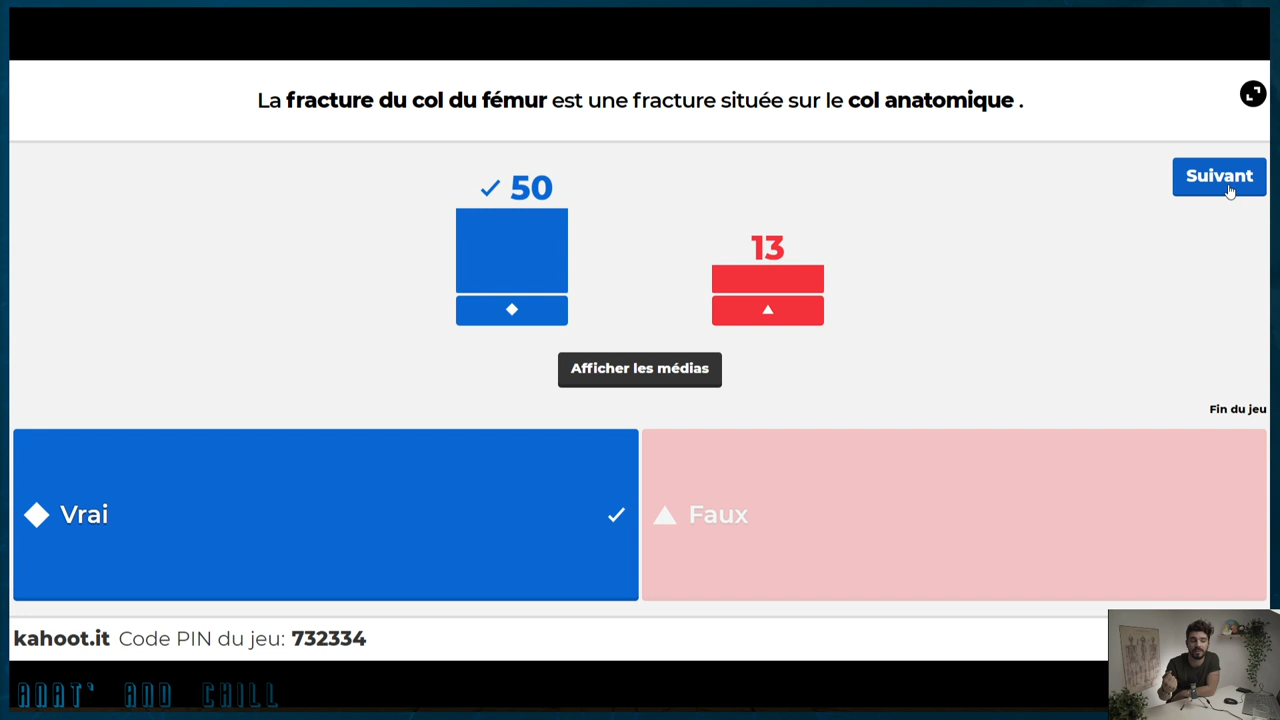 La fracture du col du fémur est une fracture située sur le col anatomique .
Suivant
50
13
Afficher les médias
Fin du jeu
Vrai
Faux
kahoot.it Code PIN du jeu: 732334
ANAT' AND CHILL